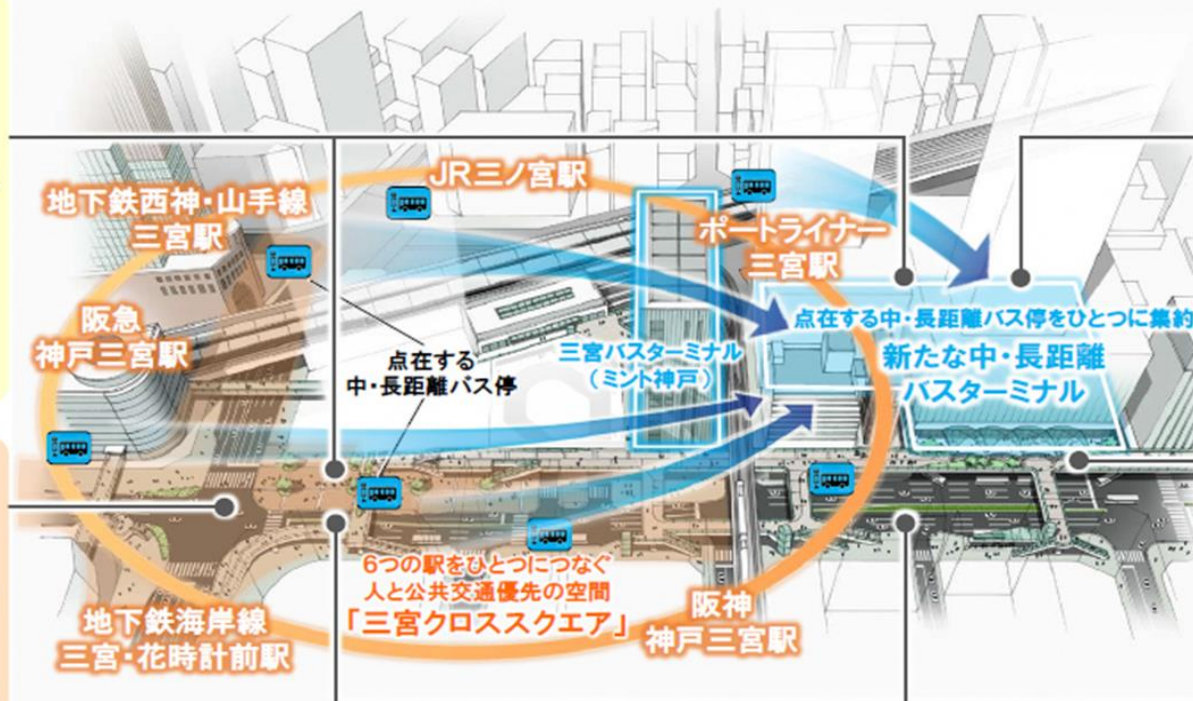 JR三ノ宮駅
地下鉄西神・山手線
三宮駅
ポートライナー
三宮駅
阪急
神戸三宮駅
点在する
中・長距離バス停
三宮バスターミナル
（ミント神戸）
点在する中・長距離バス停をひとつに集約
新たな中・長距離
バスターミナル
6つの駅をひとつにつなぐ
人と公共交通優先の空間
「三宮クロススクエア」
地下鉄海岸線
三宮・花時計前駅
阪神
神戸三宮駅